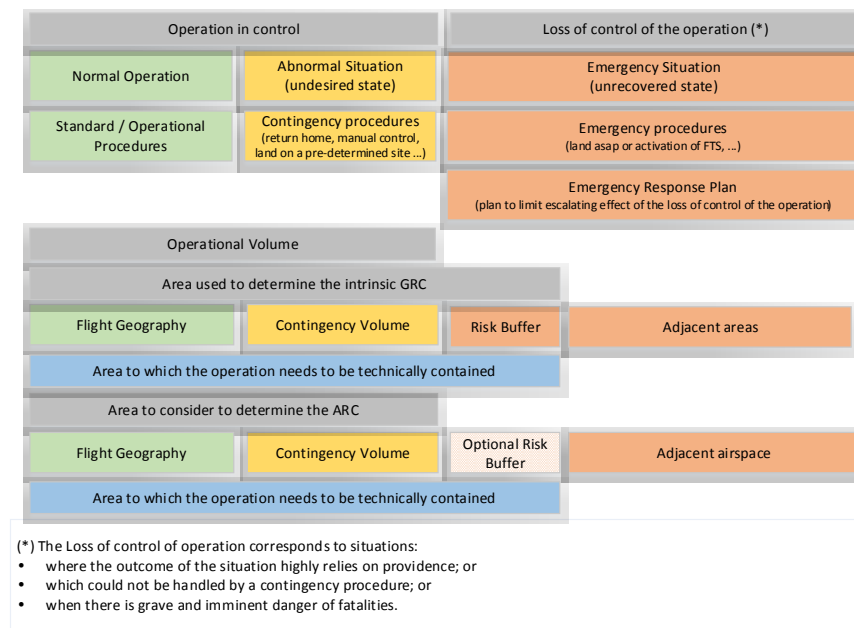 Operation in control
Loss of control of the operation (*)
Normal Operation
Abnormal Situation
(undesired state)
Emergency Situation
(unrecovered state)
Standard / Operational
Procedures
Contingency procedures
(return home, manual control,
land on a pre-determined site ...)
Emergency procedures
(land asap or activation of FTS, ...)
Emergency Response Plan
(plan to limit escalating effect of the loss of control of the operation)
Operational Volume
Area used to determine the intrinsic GRC
Flight Geography
Contingency Volume
Risk Buffer
Adjacent areas
Area to which the operation needs to be technically contained
Area to consider to determine the ARC
Flight Geography
Contingency Volume
Optional Risk
Buffer
Adjacent airspace
Area to which the operation needs to be technically contained
(*) The Loss of control of operation corresponds to situations:
• where the outcome of the situation highly relies on providence; or
• which could not be handled by a contingency procedure; or
• when there is grave and imminent danger of fatalities.